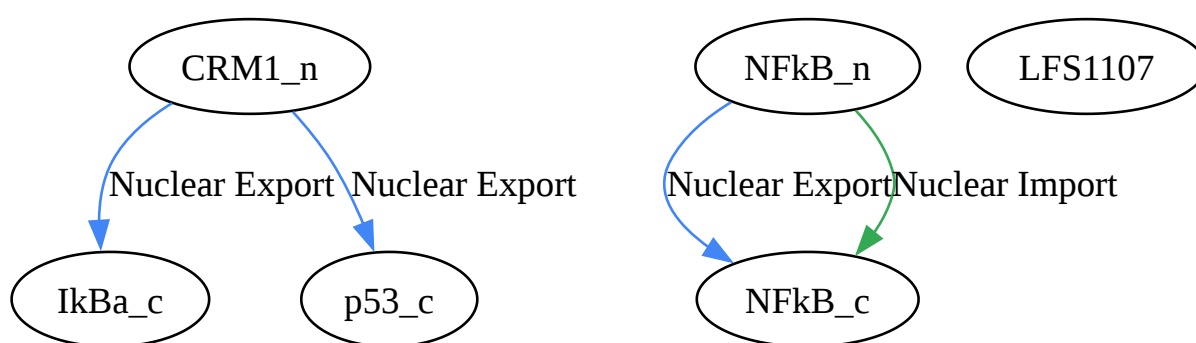 CRM1_n
NFkB_n
LFS1107
Nuclear Export
Nuclear Export
Nuclear Export
Nuclear Import
IkBa_c
p53_c
NFkB_c